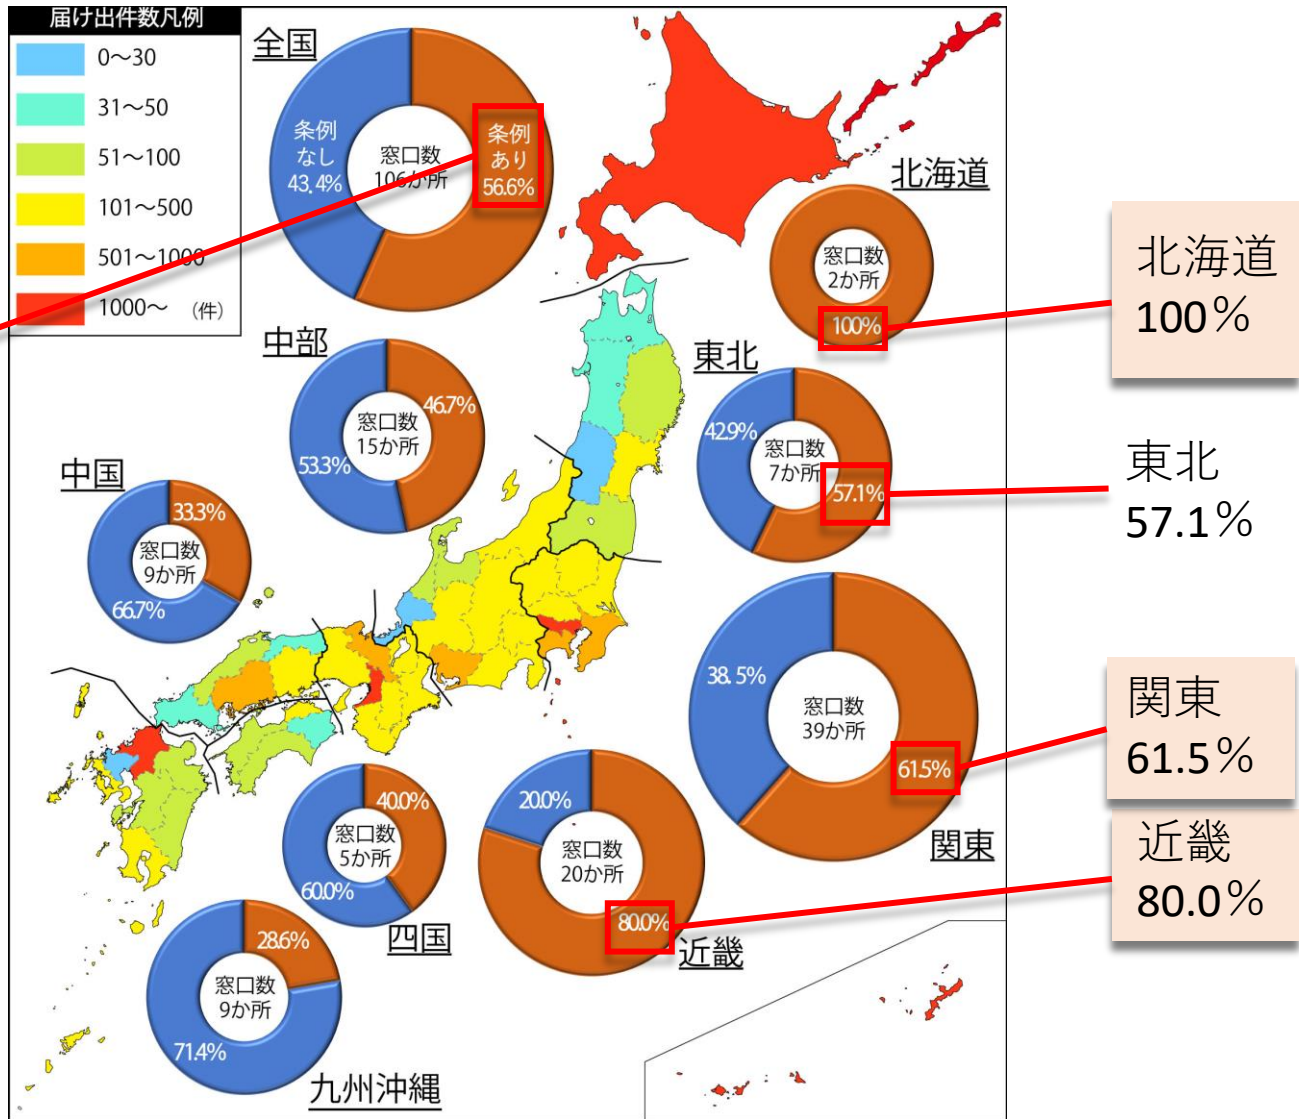 届け出件数凡例
0～30
31～50
51～100
101～500
501～1000
1000～ (件)
全国
条例
なし
43.4%
窓口数
106か所
条例
あり
56.6%
北海道
窓口数
2か所
100%
北海道
100%
中部
46.7%
窓口数
15か所
53.3%
東北
42.9%
窓口数
7か所
57.1%
東北
57.1%
中国
33.3%
窓口数
9か所
66.7%
38.5%
窓口数
39か所
61.5%
関東
関東
61.5%
40.0%
窓口数
5か所
60.0%
四国
20.0%
窓口数
20か所
80.0%
近畿
近畿
80.0%
28.6%
窓口数
9か所
71.4%
九州沖縄